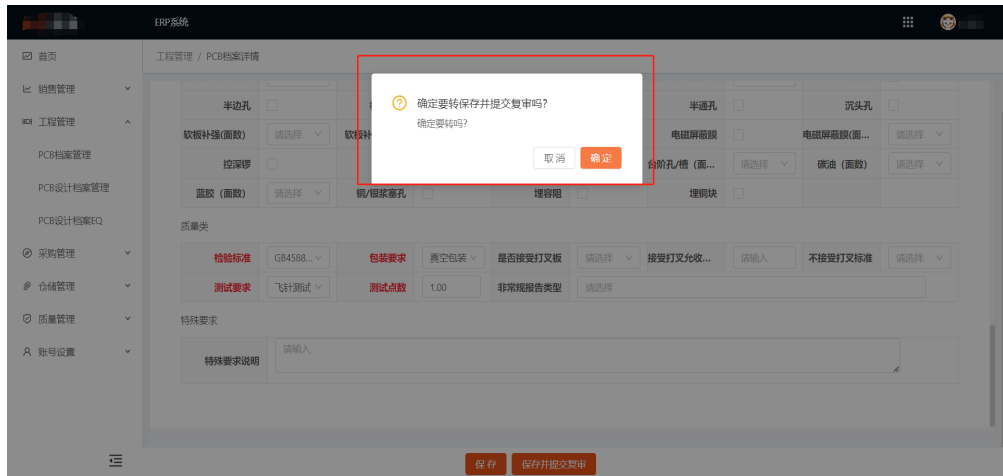 ERP系统
首页
工程管理 / PCB档案详情
销售管理
工程管理
PCB档案管理
PCB设计档案管理
PCB设计档案EQ
采购管理
仓储管理
质量管理
账号设置
确定要转保存并提交复审吗?
确定要转吗?
取消 确定
半边孔 半通孔 沉头孔
软板补强(面数) 请选择 软板补 电磁屏蔽膜 电磁屏蔽膜(面... 请选择
控深锣 台阶孔/槽（面... 请选择 碳油（面数） 请选择
蓝胶（面数） 请选择 铜/银浆塞孔 埋容阻 埋铜块
质量类
检验标准 GB4588... 包装要求 真空包装 是否接受打叉板 请选择 接受打叉允收... 请输入 不接受打叉标准 请选择
测试要求 飞针测试 测试点数 1.00 非常规报告类型 请选择
特殊要求
特殊要求说明 请输入
保存 保存并提交复审